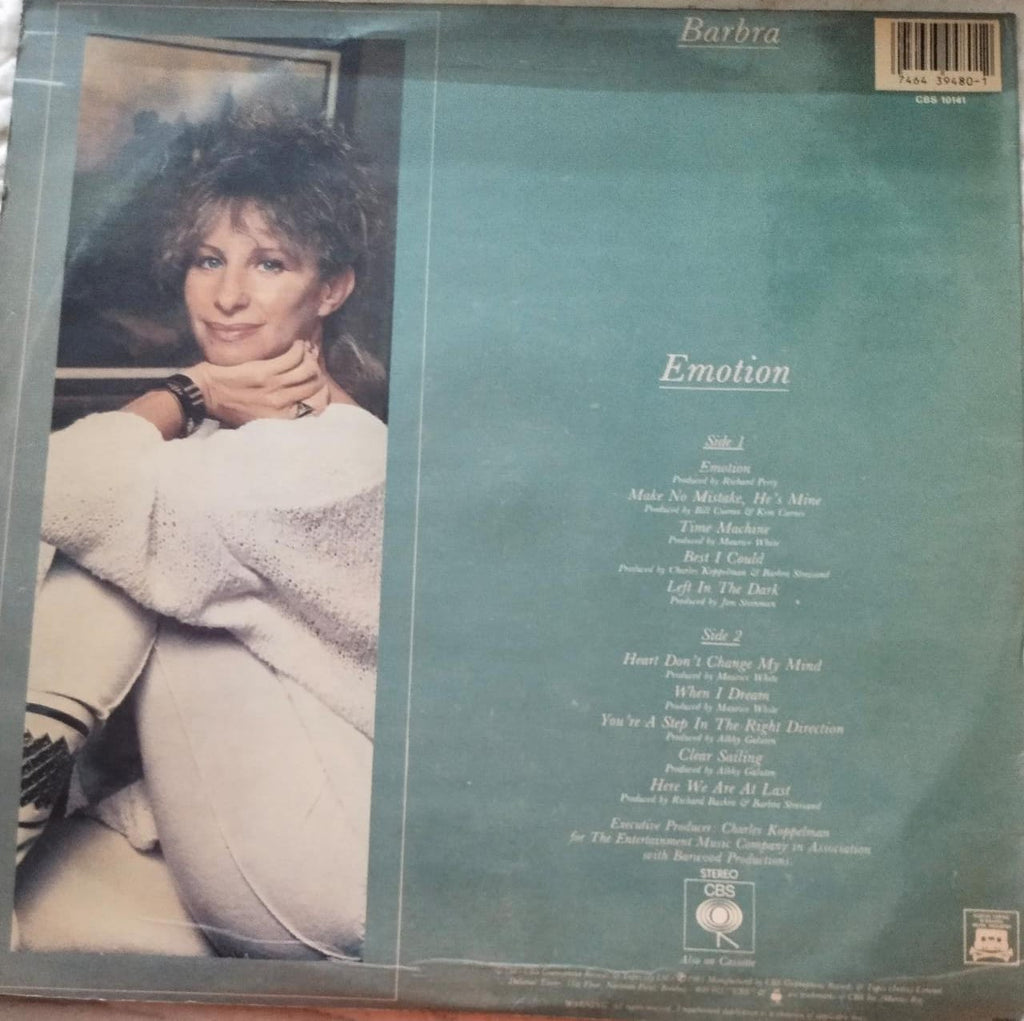 Barbra
7464 39480-1
CBS 10141
Emotion
Side 1
Emotion
Produced by Richard Perry
Make No Mistake, He's Mine
Produced by Bill Cuomo & Kim Carnes
Time Machine
Produced by Maurice White
Best I Could
Produced by Charles Koppelman & Barbra Streisand
Left In The Dark
Produced by Jim Steinman
Side 2
Heart Don't Change My Mind
Produced by Maurice White
When I Dream
Produced by Maurice White
You're A Step In The Right Direction
Produced by Albhy Galuten
Clear Sailing
Produced by Albhy Galuten
Here We Are At Last
Produced by Richard Baskin & Barbra Streisand
Executive Producer: Charles Koppelman
for The Entertainment Music Company in Association
with Barwood Productions.
STEREO
CBS
Also on Cassette